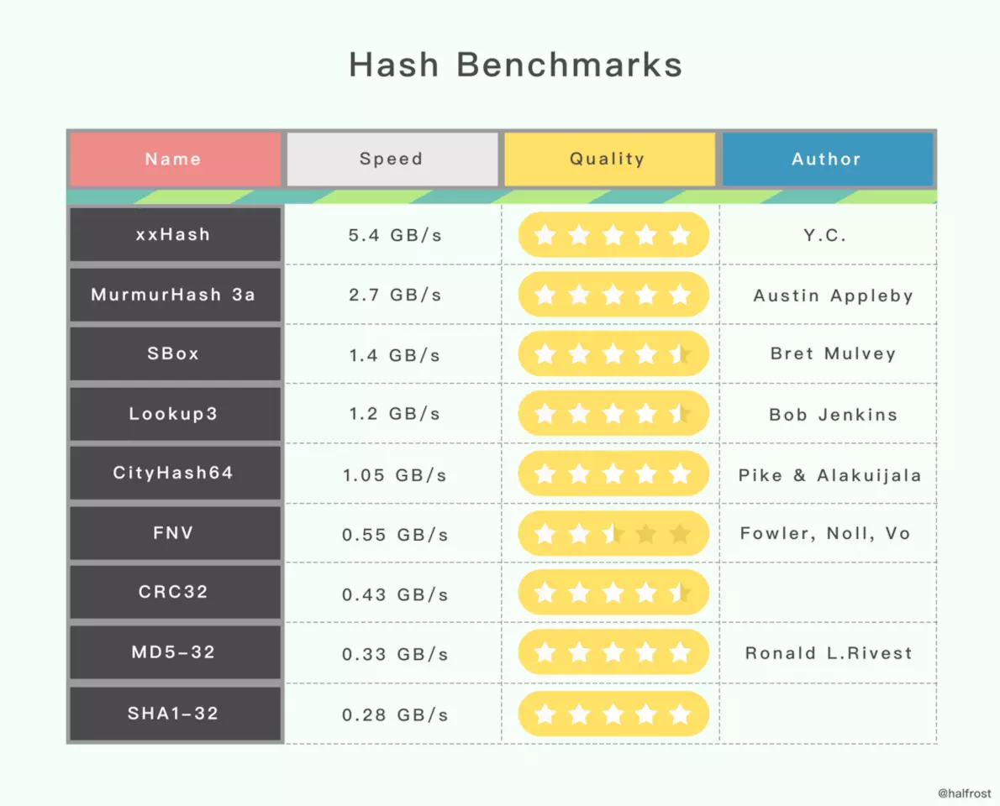 Hash Benchmarks
Name Speed Quality Author
xxHash 5.4 GB/s Y.C.
MurmurHash 3a 2.7 GB/s Austin Appleby
SBox 1.4 GB/s Bret Mulvey
Lookup3 1.2 GB/s Bob Jenkins
CityHash64 1.05 GB/s Pike & Alakuijala
FNV 0.55 GB/s Fowler, Noll, Vo
CRC32 0.43 GB/s
MD5-32 0.33 GB/s Ronald L.Rivest
SHA1-32 0.28 GB/s
@halfrost